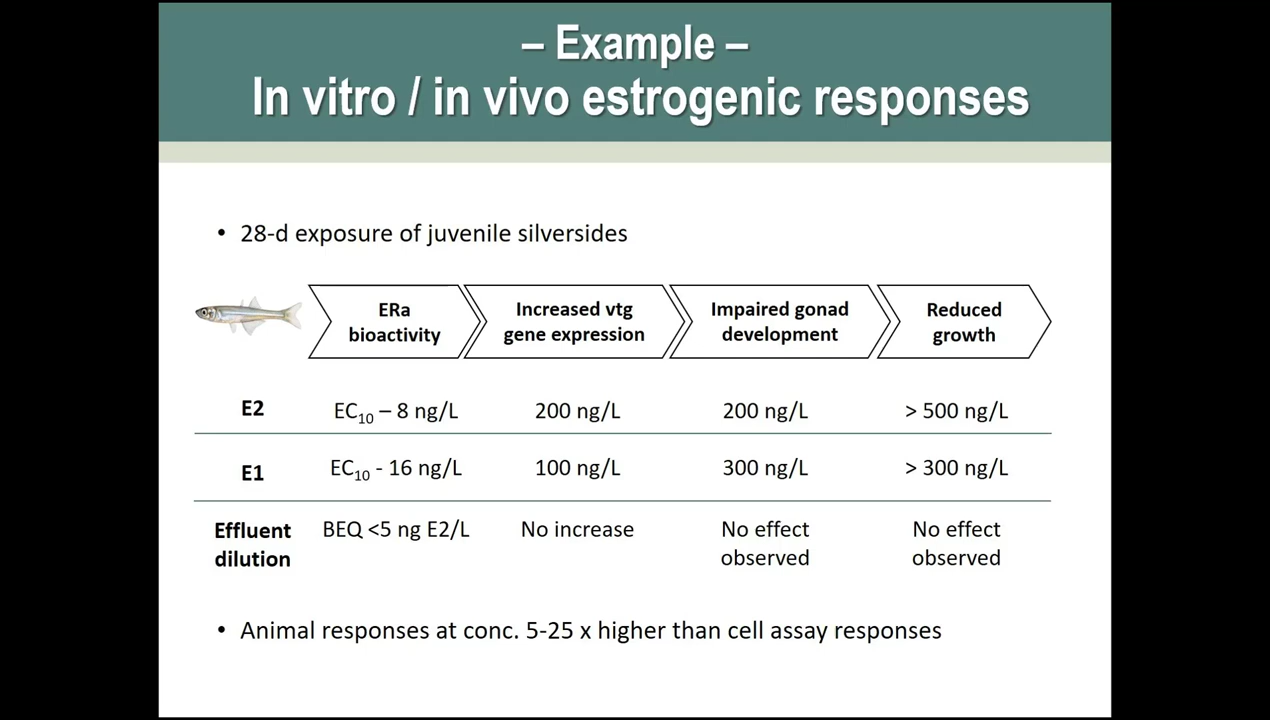 – Example –
In vitro / in vivo estrogenic responses
• 28-d exposure of juvenile silversides
ERa bioactivity
Increased vtg gene expression
Impaired gonad development
Reduced growth
E2 EC10 – 8 ng/L 200 ng/L 200 ng/L > 500 ng/L
E1 EC10 - 16 ng/L 100 ng/L 300 ng/L > 300 ng/L
Effluent dilution BEQ <5 ng E2/L No increase No effect observed No effect observed
• Animal responses at conc. 5-25 x higher than cell assay responses